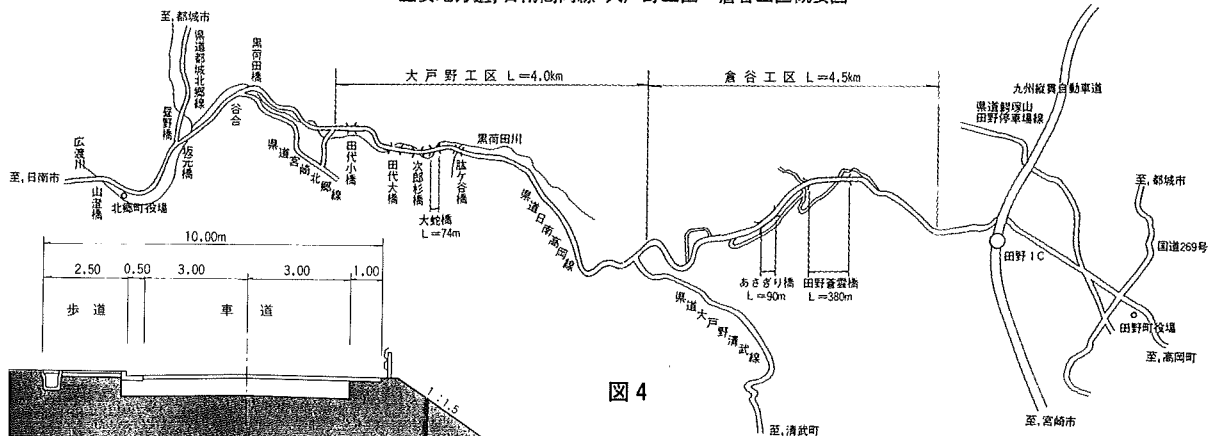 日南高岡線
至,都城市
県道都城北郷線
黒荷田橋
大戸野工区 L=4.0km
倉谷工区 L=4.5km
九州縦貫自動車道
県道鰐塚山
田野停車場線
谷合
昼野橋
坂元橋
広渡川
至,日南市
山澄橋
北郷町役場
県道宮崎北郷線
田代小橋
田代大橋
次郎杉橋
大蛇橋
L=74m
肱ケ谷橋
黒荷田川
県道日南高岡線
至,都城市
国道269号
田野IC
あさぎり橋
L=90m
田野蒼雲橋
L=380m
県道大戸野清武線
田野町役場
至,高岡町
至,宮崎市
至,清武町
10.00m
2.50 0.50 3.00 3.00 1.00
歩道 車道
1:1.5
図4